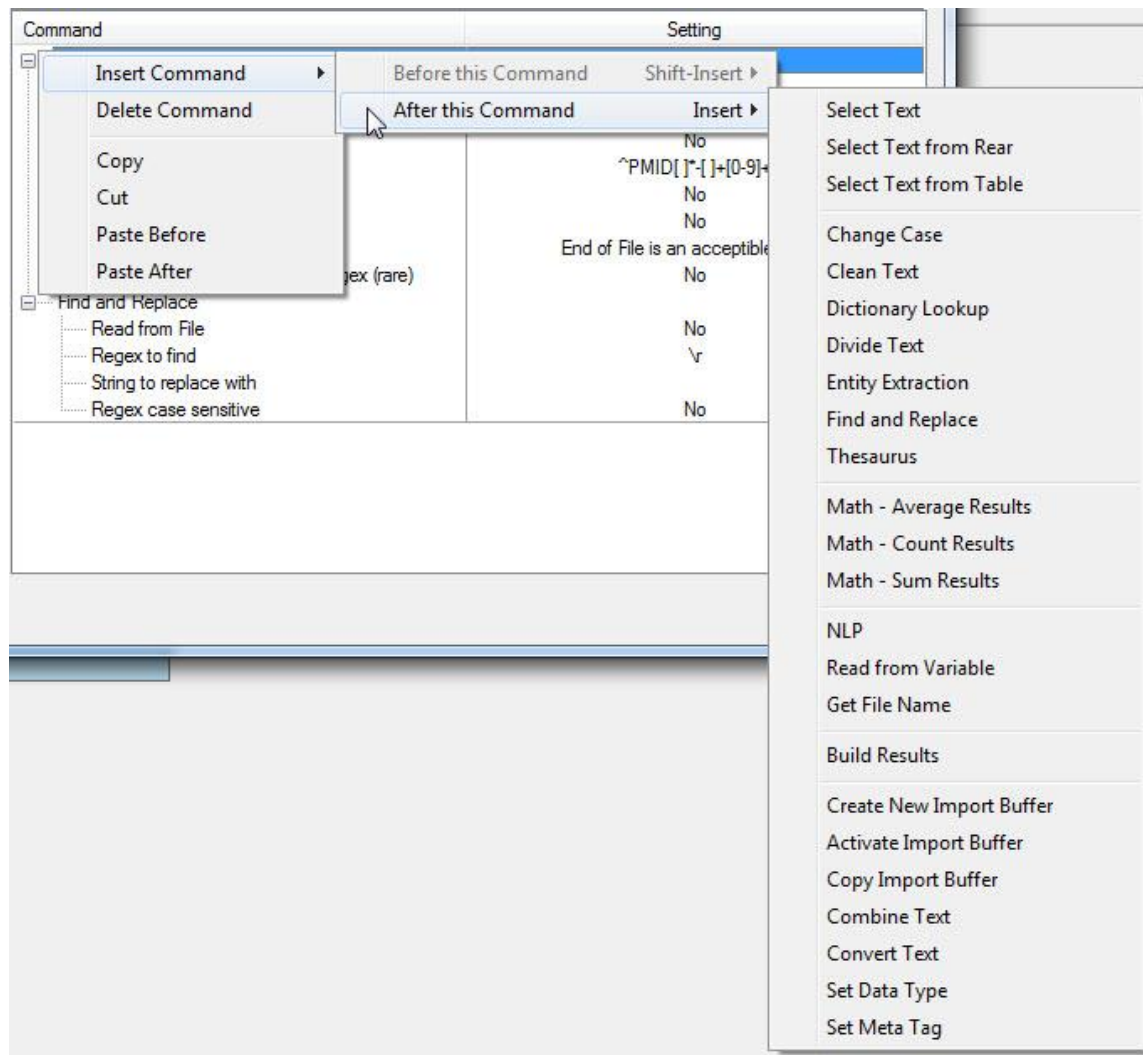 Command Setting
Insert Command
Before this Command Shift-Insert
Delete Command
After this Command Insert
Copy
Cut
Paste Before
Paste After
No
^PMID[ ]*-[ ]+[0-9]+
No
No
End of File is an acceptible
(rare) No
Find and Replace
Read from File No
Regex to find \r
String to replace with
Regex case sensitive No
Select Text
Select Text from Rear
Select Text from Table
Change Case
Clean Text
Dictionary Lookup
Divide Text
Entity Extraction
Find and Replace
Thesaurus
Math - Average Results
Math - Count Results
Math - Sum Results
NLP
Read from Variable
Get File Name
Build Results
Create New Import Buffer
Activate Import Buffer
Copy Import Buffer
Combine Text
Convert Text
Set Data Type
Set Meta Tag